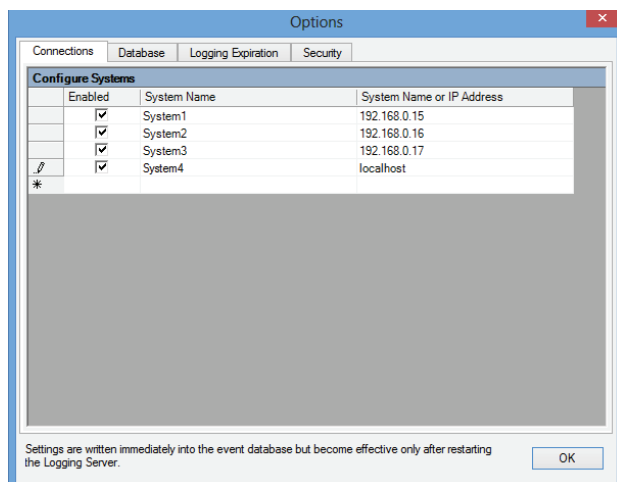 Options
Connections Database Logging Expiration Security
Configure Systems
Enabled System Name System Name or IP Address
System1 192.168.0.15
System2 192.168.0.16
System3 192.168.0.17
System4 localhost
Settings are written immediately into the event database but become effective only after restarting
the Logging Server.
OK